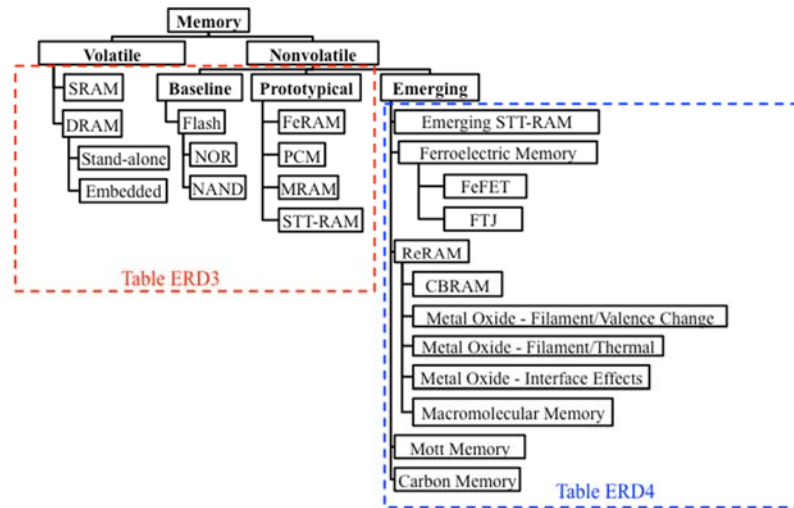 Memory
Volatile
Nonvolatile
SRAM
Baseline
Prototypical
Emerging
DRAM
Flash
FeRAM
Emerging STT-RAM
Stand-alone
NOR
PCM
Ferroelectric Memory
Embedded
NAND
MRAM
FeFET
STT-RAM
FTJ
Table ERD3
ReRAM
CBRAM
Metal Oxide - Filament/Valence Change
Metal Oxide - Filament/Thermal
Metal Oxide - Interface Effects
Macromolecular Memory
Mott Memory
Carbon Memory
Table ERD4